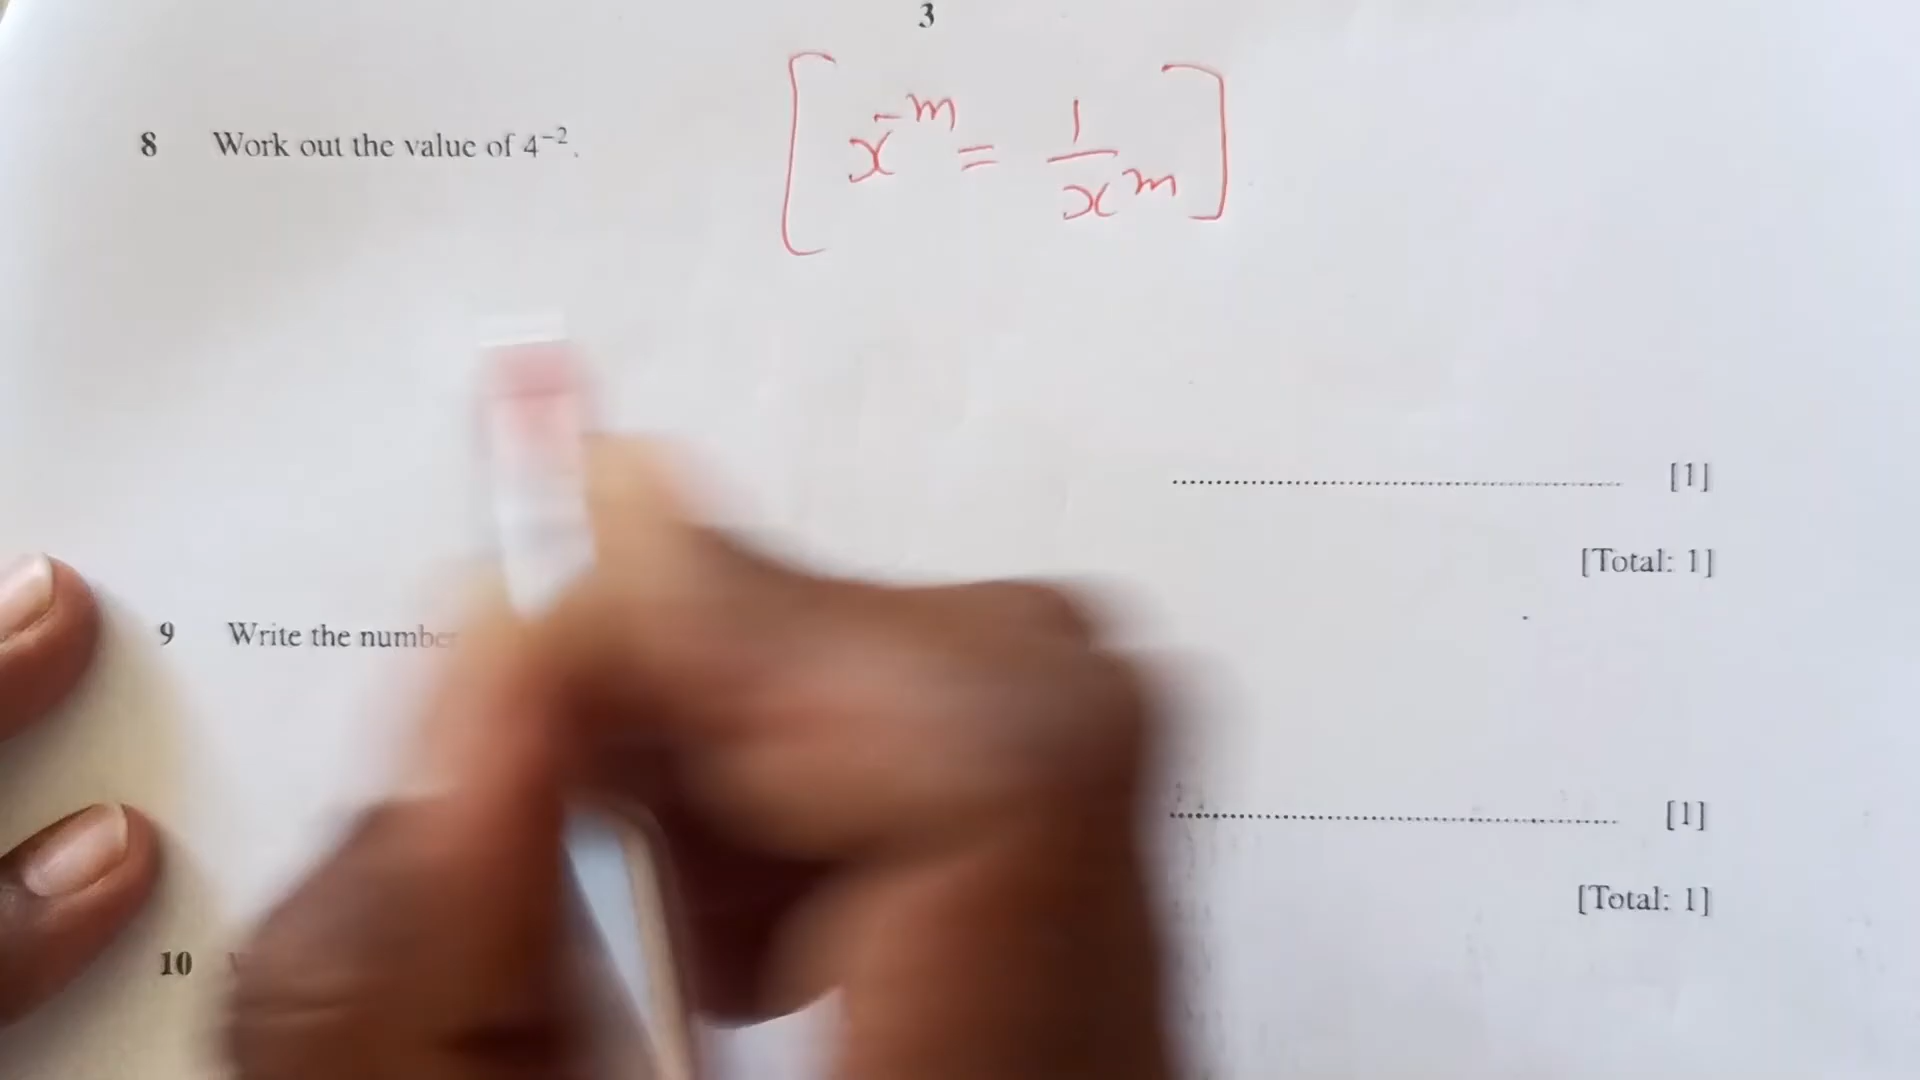 3
8 Work out the value of 4⁻².
[x⁻ᵐ = 1/xᵐ]
[1]
[Total: 1]
9 Write the number
[1]
[Total: 1]
10